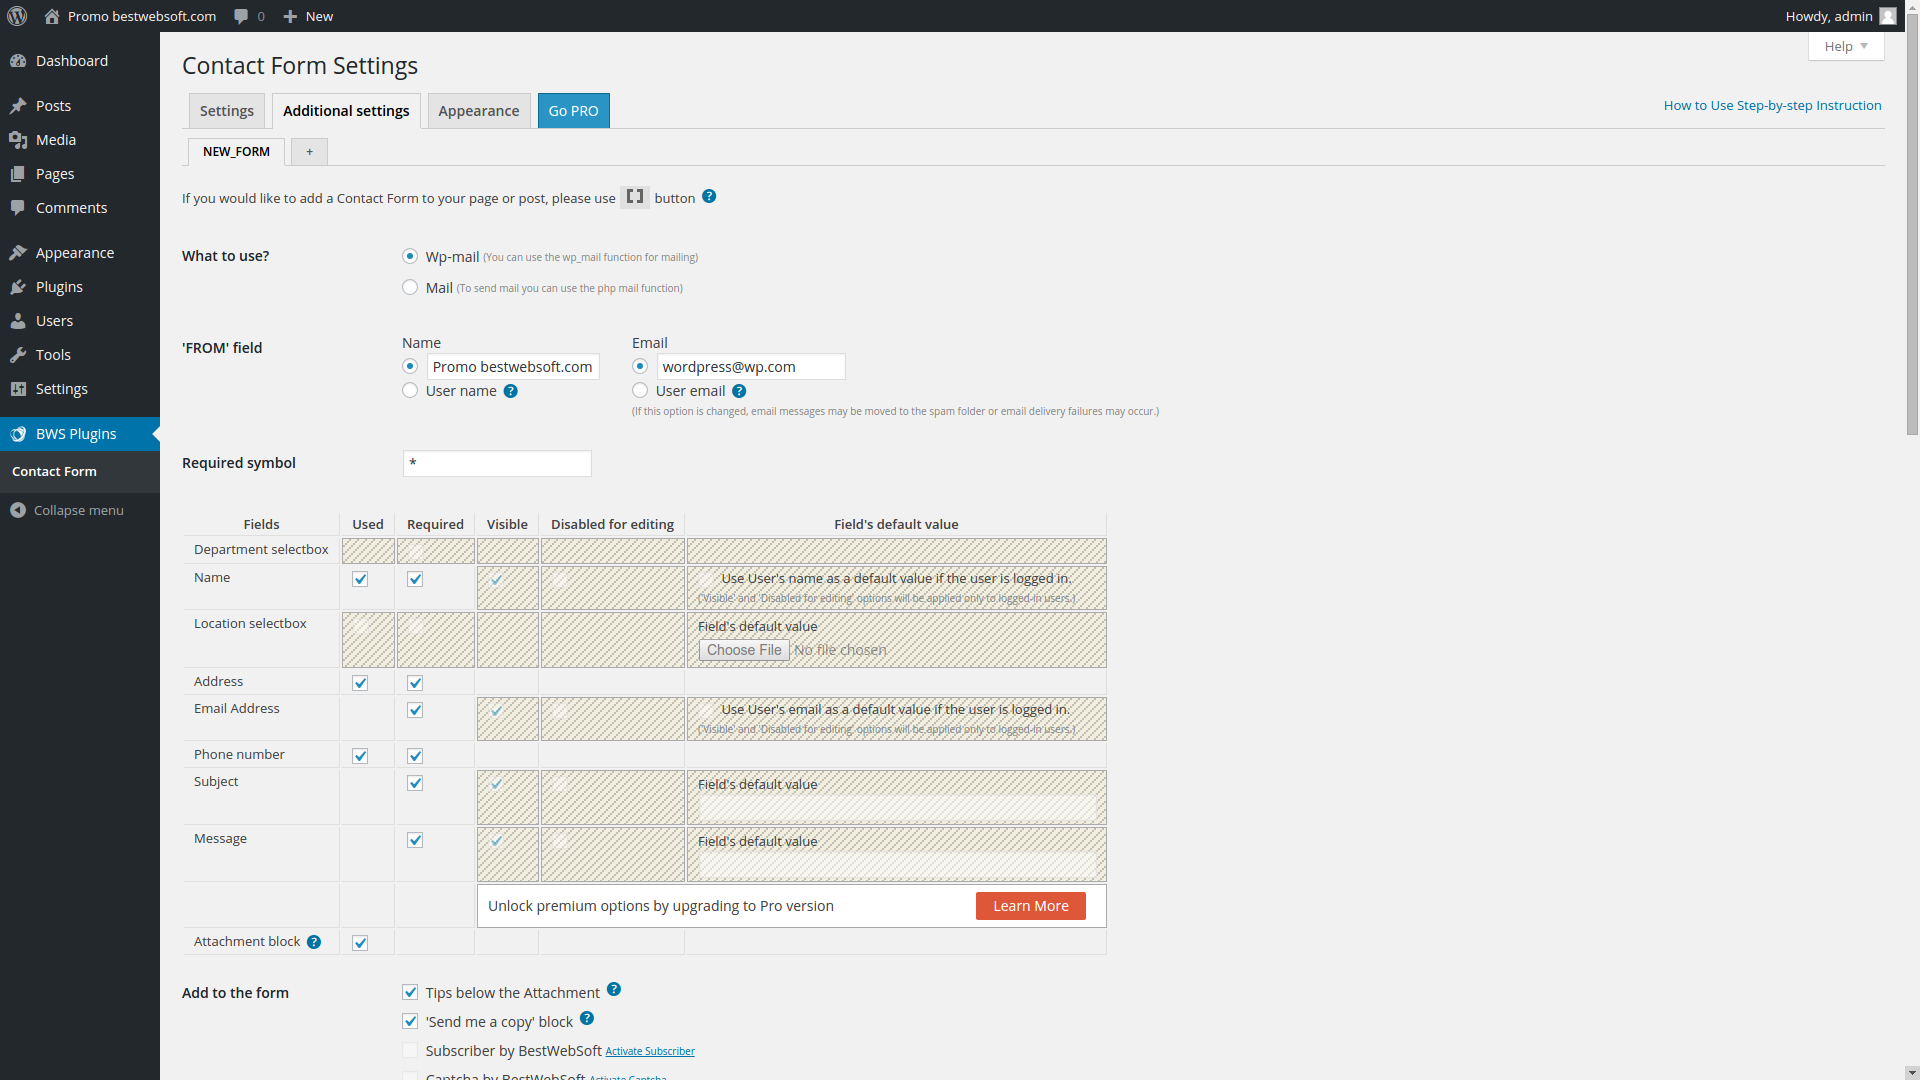 Promo bestwebsoft.com 0 New Howdy, admin
Help
Dashboard
Posts
Media
Pages
Comments
Appearance
Plugins
Users
Tools
Settings
BWS Plugins
Contact Form
Collapse menu
Contact Form Settings
Settings Additional settings Appearance Go PRO
How to Use Step-by-step Instruction
NEW_FORM +
If you would like to add a Contact Form to your page or post, please use [] button ?
What to use?
Wp-mail (You can use the wp_mail function for mailing)
Mail (To send mail you can use the php mail function)
'FROM' field
Name Email
Promo bestwebsoft.com wordpress@wp.com
User name ? User email ?
(If this option is changed, email messages may be moved to the spam folder or email delivery failures may occur.)
Required symbol *
Fields Used Required Visible Disabled for editing Field's default value
Department selectbox
Name Use User's name as a default value if the user is logged in.
('Visible' and 'Disabled for editing' options will be applied only to logged-in users.)
Location selectbox Field's default value
Choose File No file chosen
Address
Email Address Use User's email as a default value if the user is logged in.
('Visible' and 'Disabled for editing' options will be applied only to logged-in users.)
Phone number
Subject Field's default value
Message Field's default value
Unlock premium options by upgrading to Pro version Learn More
Attachment block ?
Add to the form
Tips below the Attachment ?
'Send me a copy' block ?
Subscriber by BestWebSoft Activate Subscriber
Captcha by BestWebSoft Activate Captcha